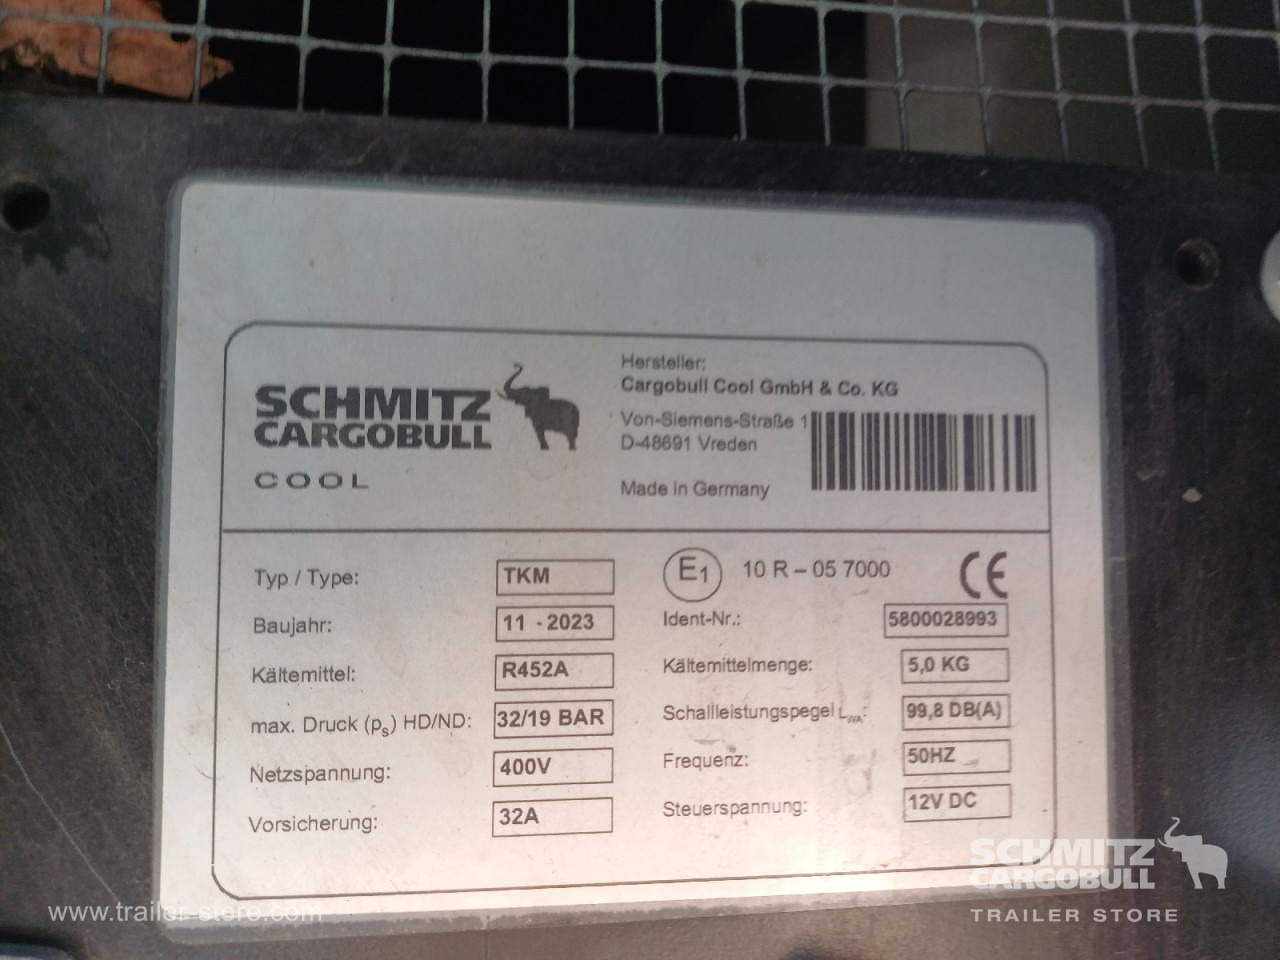 SCHMITZ
CARGOBULL
COOL
Hersteller:
Cargobull Cool GmbH & Co. KG
Von-Siemens-Straße 1
D-48691 Vreden
Made in Germany
Typ / Type: TKM
Baujahr: 11 - 2023
Kältemittel: R452A
max. Druck (ps) HD/ND: 32/19 BAR
Netzspannung: 400V
Vorsicherung: 32A
E1 10 R – 05 7000 CE
Ident-Nr.: 5800028993
Kältemittelmenge: 5,0 KG
Schallleistungspegel LWA: 99,8 DB(A)
Frequenz: 50HZ
Steuerspannung: 12V DC
www.trailer-store.com
SCHMITZ
CARGOBULL
TRAILER STORE